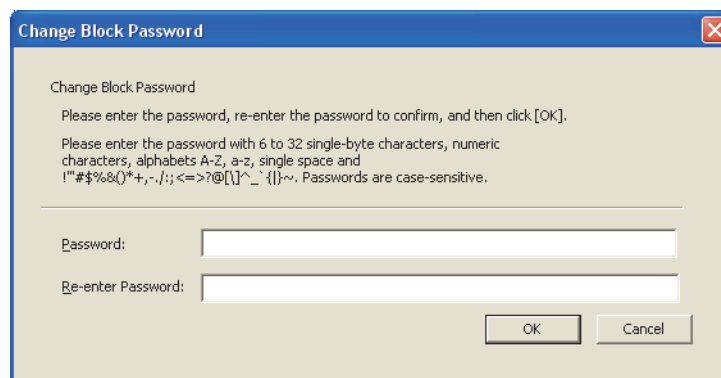 Change Block Password
Change Block Password
Please enter the password, re-enter the password to confirm, and then click [OK].
Please enter the password with 6 to 32 single-byte characters, numeric
characters, alphabets A-Z, a-z, single space and
!"'#$%&()*+,-./:;<=>?@[\]^_`{|}~. Passwords are case-sensitive.
Password:
Re-enter Password:
OK Cancel